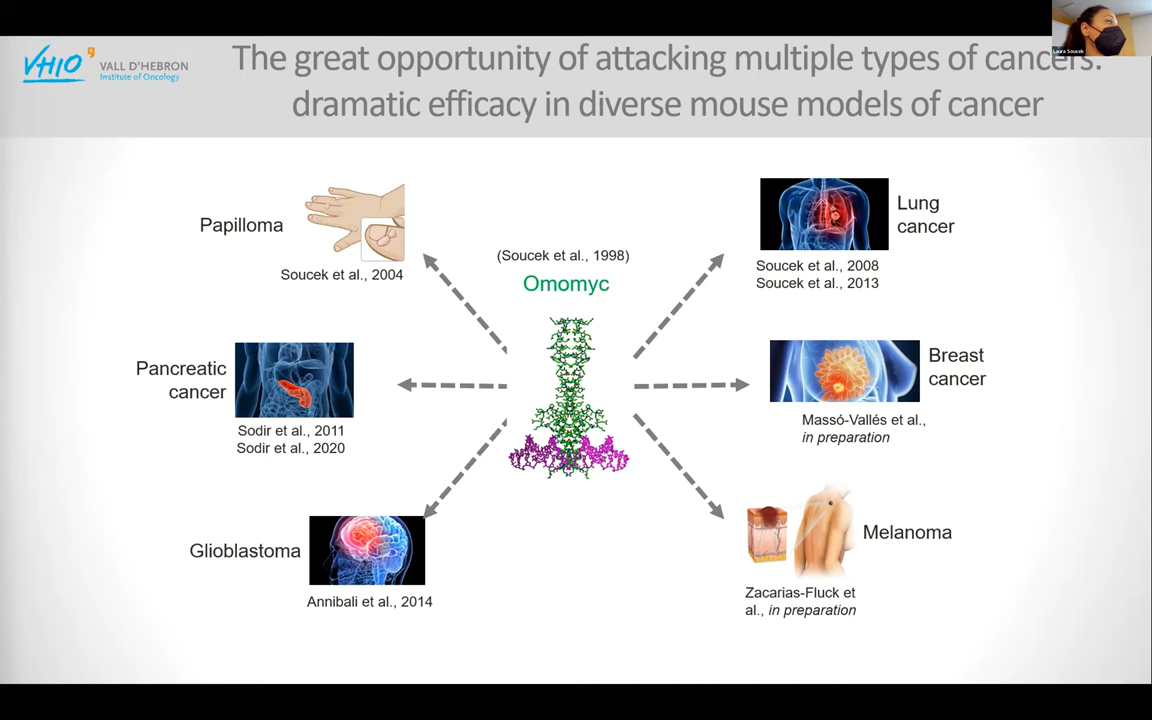 VHIO
VALL D'HEBRON
Institute of Oncology
The great opportunity of attacking multiple types of cancers:
dramatic efficacy in diverse mouse models of cancer
Laura Soucek
Papilloma
Soucek et al., 2004
(Soucek et al., 1998)
Omomyc
Lung
cancer
Soucek et al., 2008
Soucek et al., 2013
Pancreatic
cancer
Sodir et al., 2011
Sodir et al., 2020
Breast
cancer
Massó-Vallés et al.,
in preparation
Glioblastoma
Annibali et al., 2014
Melanoma
Zacarias-Fluck et
al., in preparation